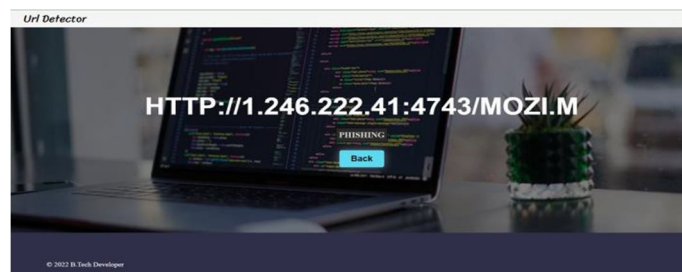 Url Detector
HTTP://1.246.222.41:4743/MOZI.M
PHISHING
Back
© 2022 B.Tech Developer